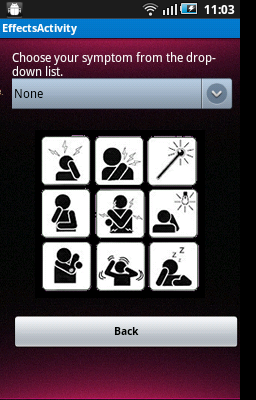 11:03
EffectsActivity
Choose your symptom from the drop-
down list.
None
z z z
Back